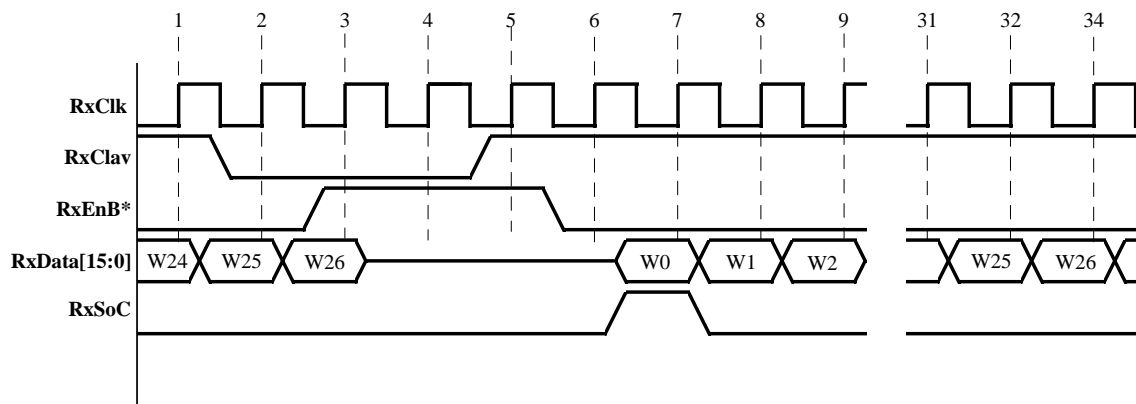 1 2 3 4 5 6 7 8 9 31 32 34
RxClk
RxClav
RxEnB*
RxData[15:0] W24 W25 W26 W0 W1 W2 W25 W26
RxSoC